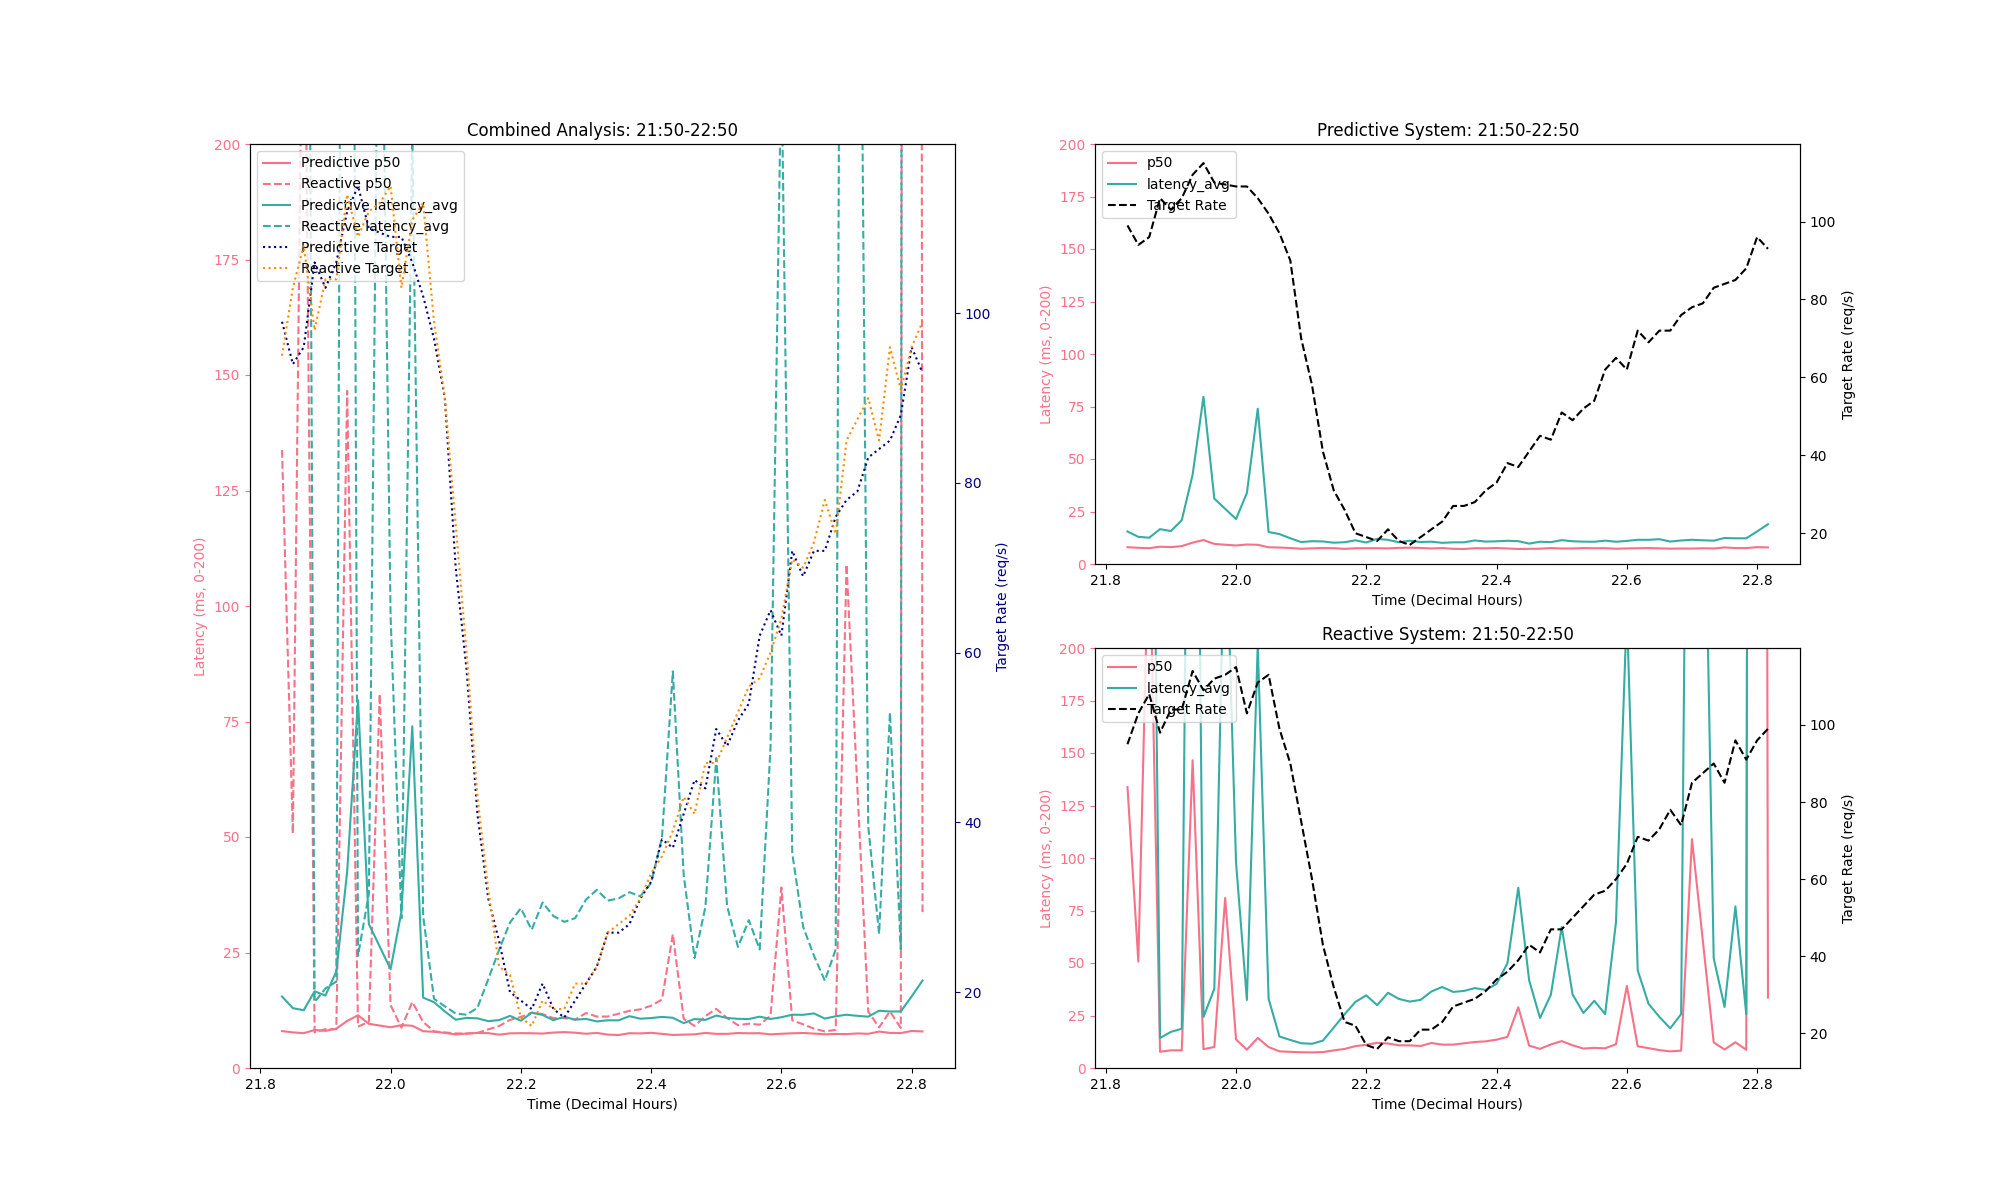 Combined Analysis: 21:50-22:50
Predictive p50
Reactive p50
Predictive latency_avg
Reactive latency_avg
Predictive Target
Reactive Target
200
175
150
125
100
75
50
25
0
Latency (ms, 0-200)
100
80
60
40
20
Target Rate (req/s)
21.8 22.0 22.2 22.4 22.6 22.8
Time (Decimal Hours)
Predictive System: 21:50-22:50
p50
latency_avg
Target Rate
200
175
150
125
100
75
50
25
0
Latency (ms, 0-200)
100
80
60
40
20
Target Rate (req/s)
21.8 22.0 22.2 22.4 22.6 22.8
Time (Decimal Hours)
Reactive System: 21:50-22:50
p50
latency_avg
Target Rate
200
175
150
125
100
75
50
25
0
Latency (ms, 0-200)
100
80
60
40
20
Target Rate (req/s)
21.8 22.0 22.2 22.4 22.6 22.8
Time (Decimal Hours)